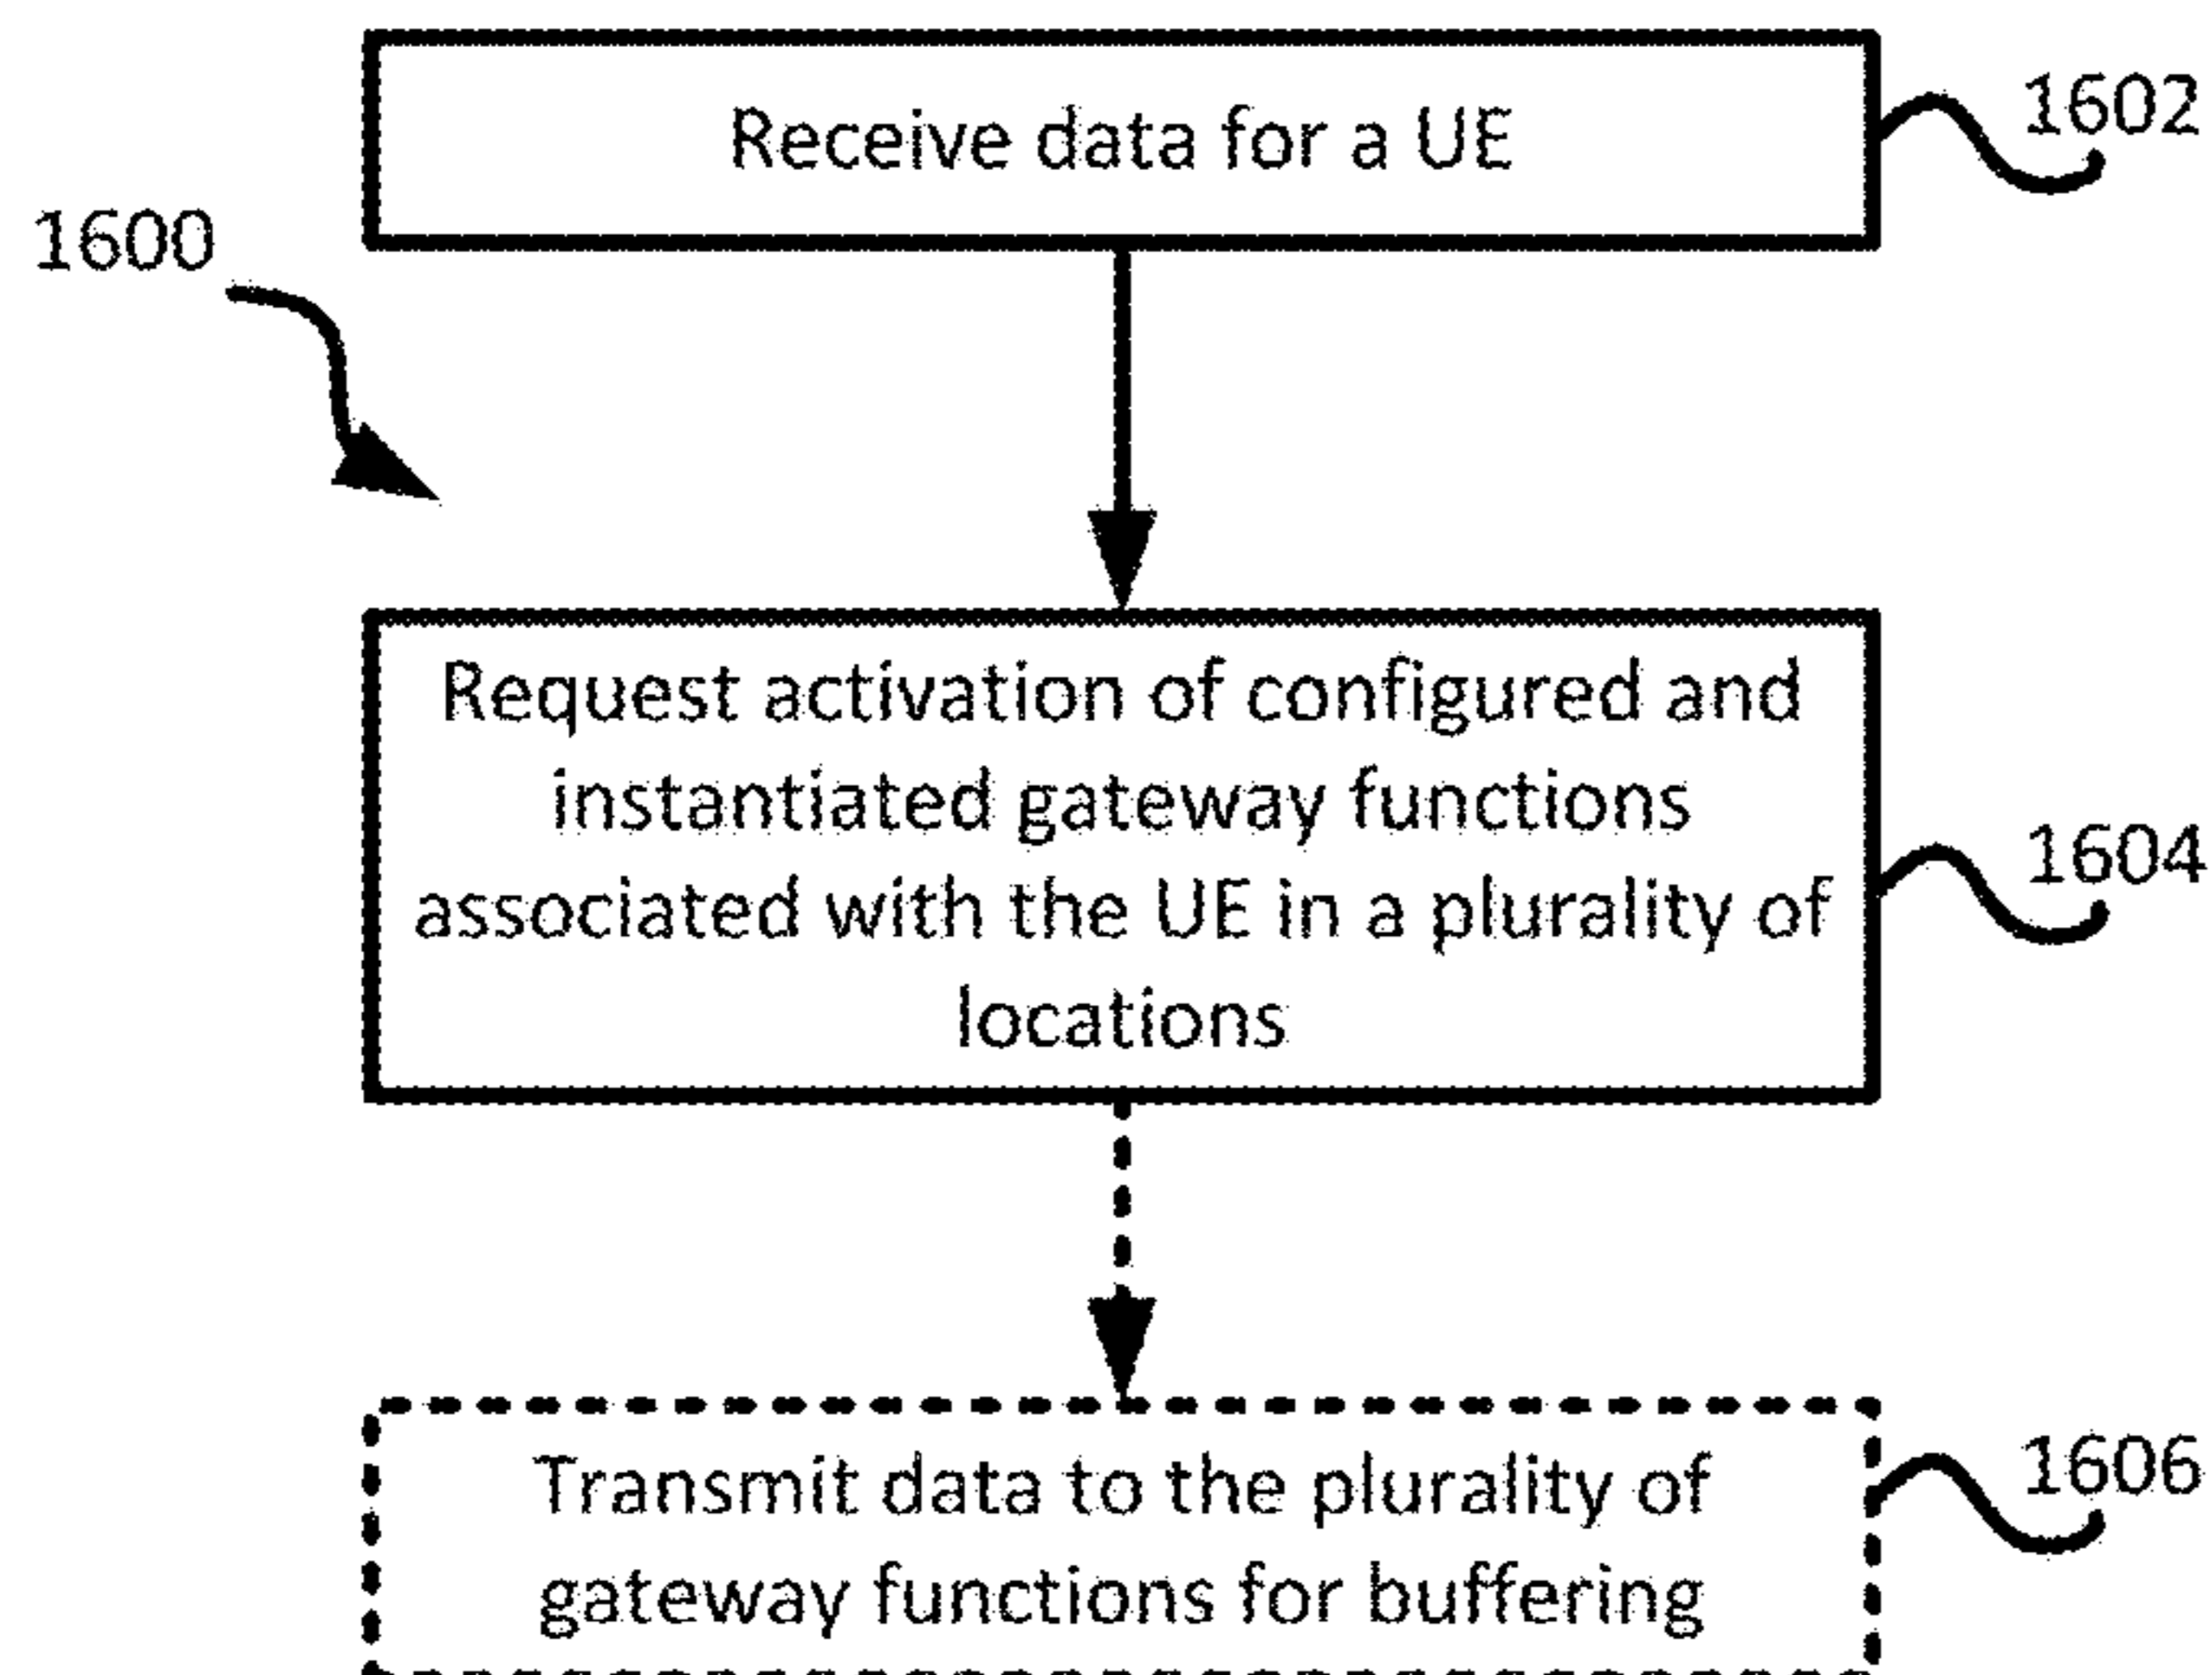 Receive data for a UE
1602
1600
Request activation of configured and
instantiated gateway functions
associated with the UE in a plurality of
locations
1604
Transmit data to the plurality of
gateway functions for buffering
1606